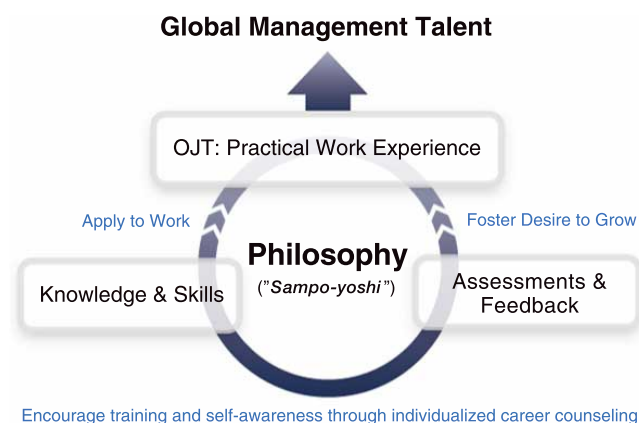 Global Management Talent
OJT: Practical Work Experience
Apply to Work
Foster Desire to Grow
Philosophy
("Sampo-yoshi")
Knowledge & Skills
Assessments &
Feedback
Encourage training and self-awareness through individualized career counseling